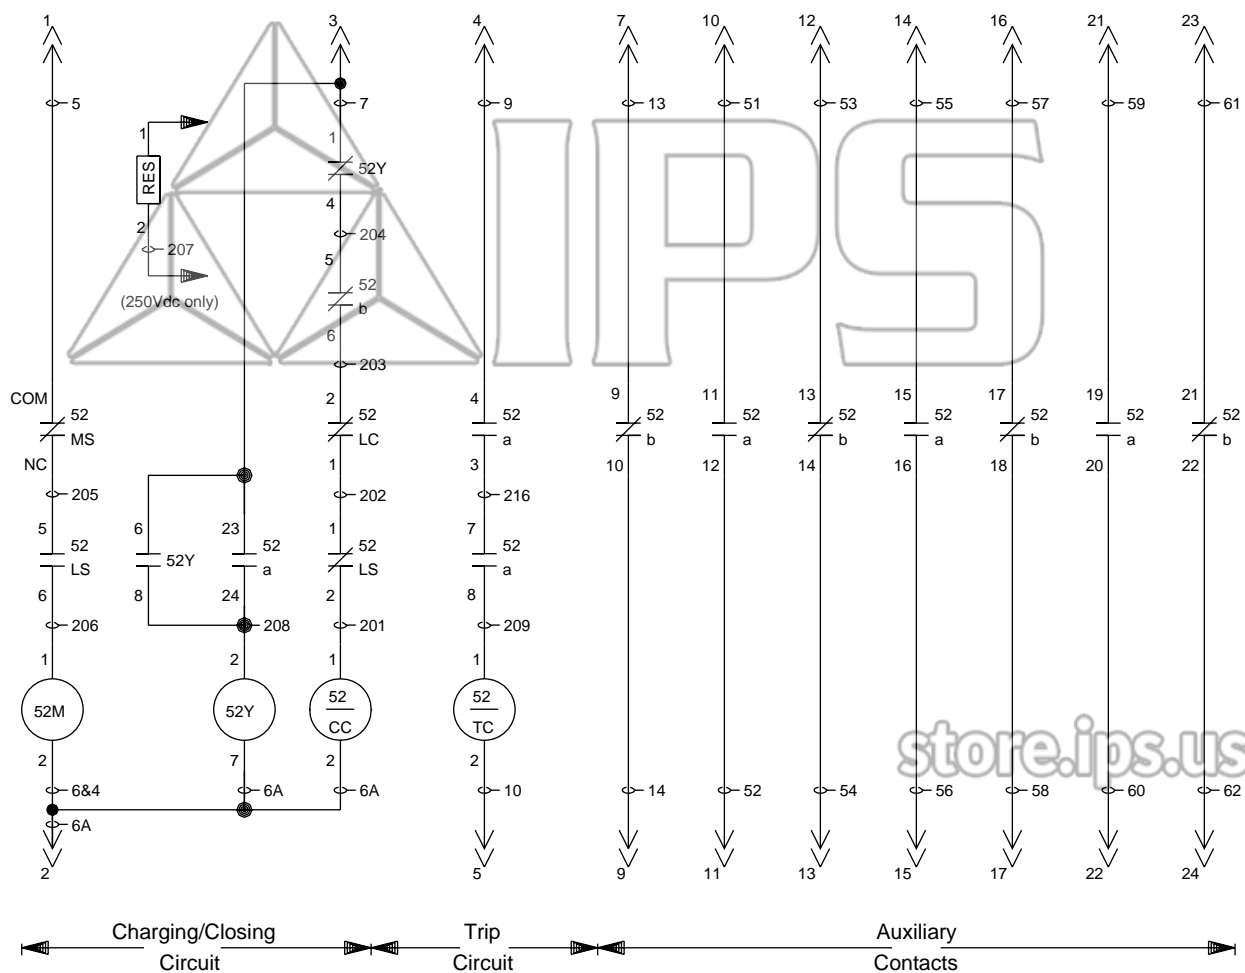 1 3 4 7 10 12 14 16 21 23
5 7 9 13 51 53 55 57 59 61
1 1
IPS
52Y
RES
4
2 204
207 5
52
(250Vdc only) b
6
203
COM 2 4 9 11 13 15 17 19 21
52 52 52 52 52 52 52 52 52 52
MS LC a b a b a b a b
NC 1 3 10 12 14 16 18 20 22
205 202 216
5 6 23 1 7
52 52Y 52 52 52
LS a LS a
6 8 24 2 8
206 208 201 209
1 2 1 1
52M 52Y 52 52
CC TC
store.ips.us
2 7 2 2
6&4 6A 6A 10 14 52 54 56 58 60 62
6A
2 5 9 11 13 15 17 22 24
Charging/Closing Trip Auxiliary
Circuit Circuit Contacts